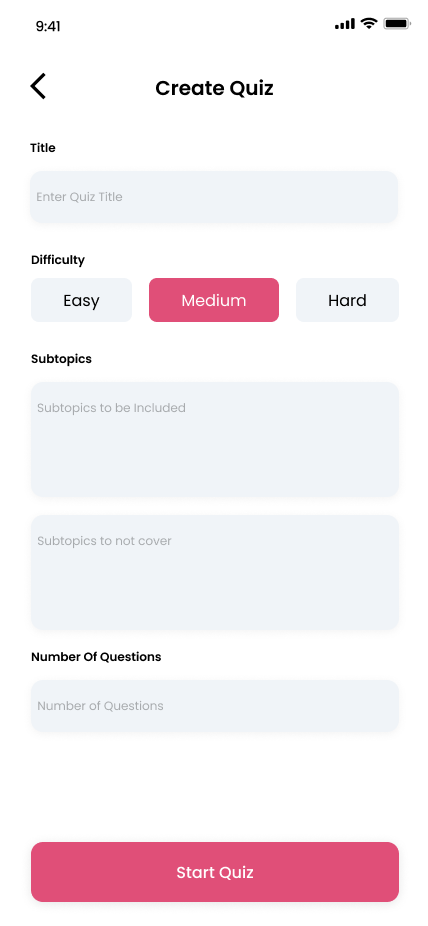 9:41
Create Quiz
Title
Enter Quiz Title
Difficulty
Easy Medium Hard
Subtopics
Subtopics to be Included
Subtopics to not cover
Number Of Questions
Number of Questions
Start Quiz